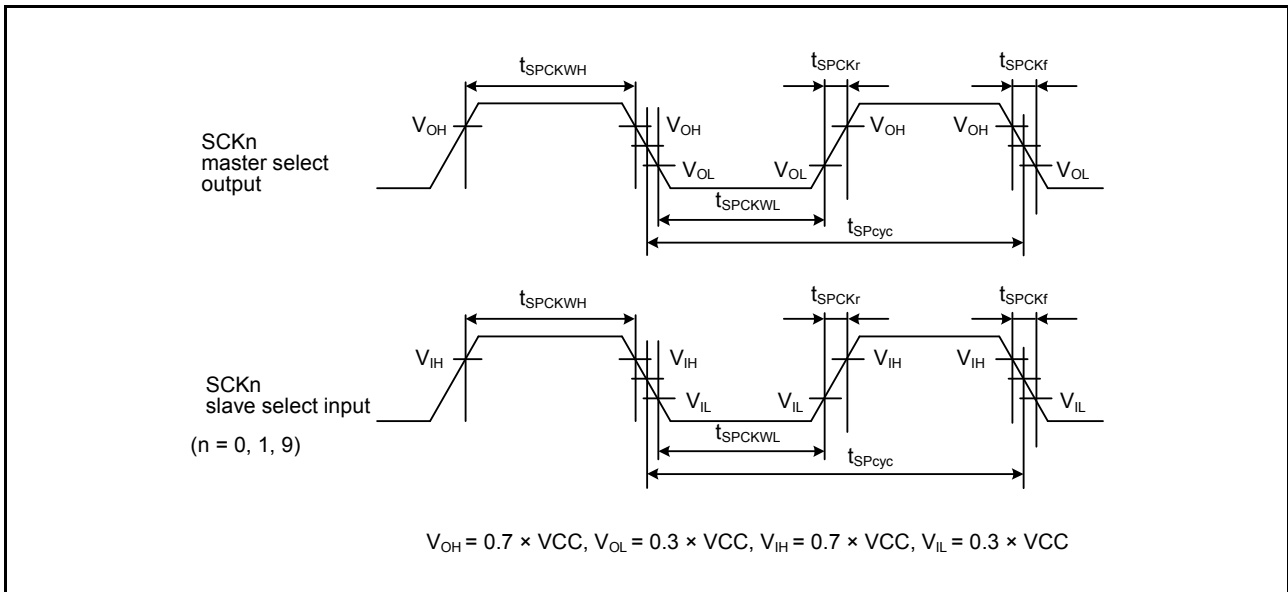 tSPCKWH
tSPCKr
tSPCKf
SCKn
master select
output
VOH
VOH
VOL
VOL
VOH
VOH
VOL
tSPCKWL
tSPcyc
tSPCKWH
tSPCKr
tSPCKf
SCKn
slave select input
(n = 0, 1, 9)
VIH
VIH
VIL
VIL
VIH
VIH
VIL
tSPCKWL
tSPcyc
VOH = 0.7 × VCC, VOL = 0.3 × VCC, VIH = 0.7 × VCC, VIL = 0.3 × VCC